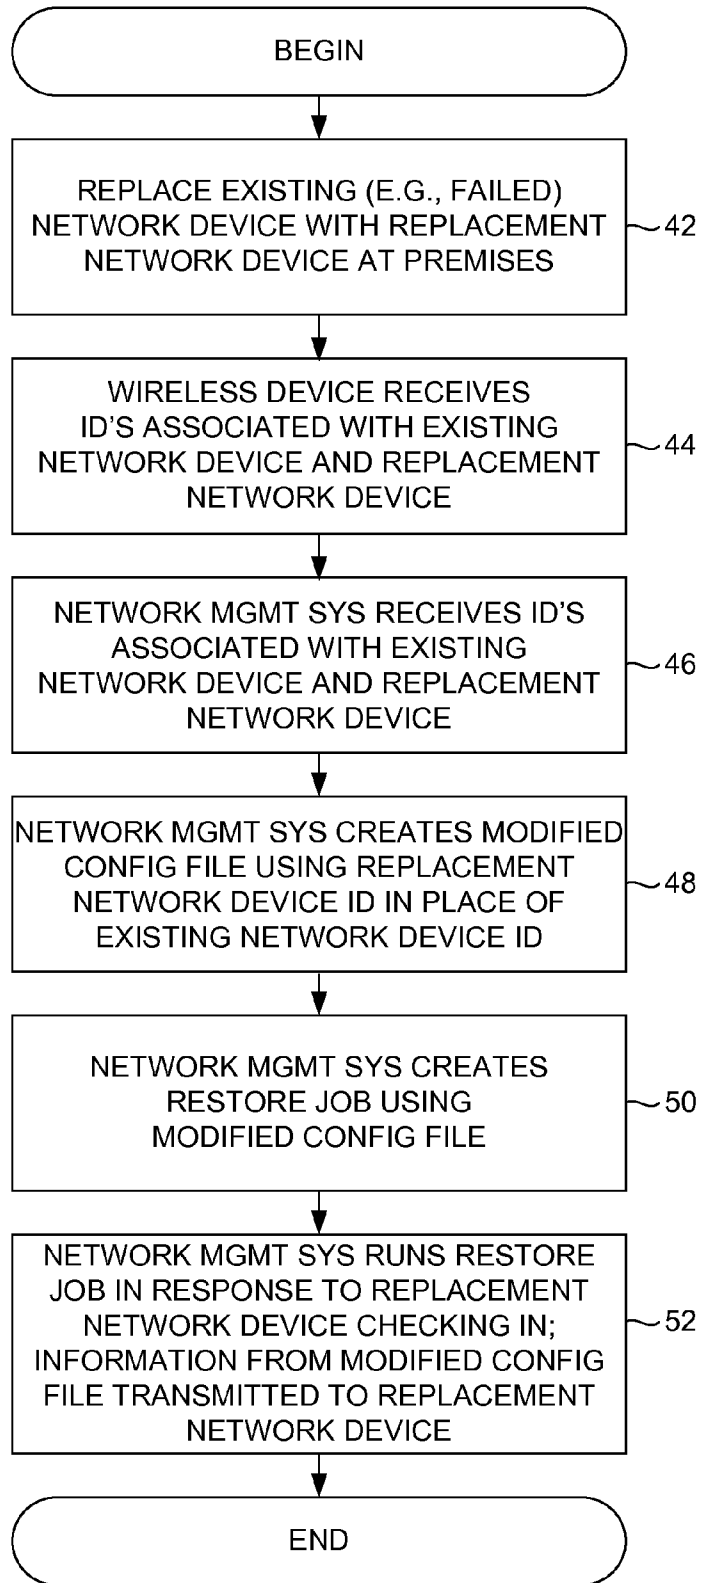 BEGIN
REPLACE EXISTING (E.G., FAILED)
NETWORK DEVICE WITH REPLACEMENT
NETWORK DEVICE AT PREMISES
42
WIRELESS DEVICE RECEIVES
ID'S ASSOCIATED WITH EXISTING
NETWORK DEVICE AND REPLACEMENT
NETWORK DEVICE
44
NETWORK MGMT SYS RECEIVES ID'S
ASSOCIATED WITH EXISTING
NETWORK DEVICE AND REPLACEMENT
NETWORK DEVICE
46
NETWORK MGMT SYS CREATES MODIFIED
CONFIG FILE USING REPLACEMENT
NETWORK DEVICE ID IN PLACE OF
EXISTING NETWORK DEVICE ID
48
NETWORK MGMT SYS CREATES
RESTORE JOB USING
MODIFIED CONFIG FILE
50
NETWORK MGMT SYS RUNS RESTORE
JOB IN RESPONSE TO REPLACEMENT
NETWORK DEVICE CHECKING IN;
INFORMATION FROM MODIFIED CONFIG
FILE TRANSMITTED TO REPLACEMENT
NETWORK DEVICE
52
END